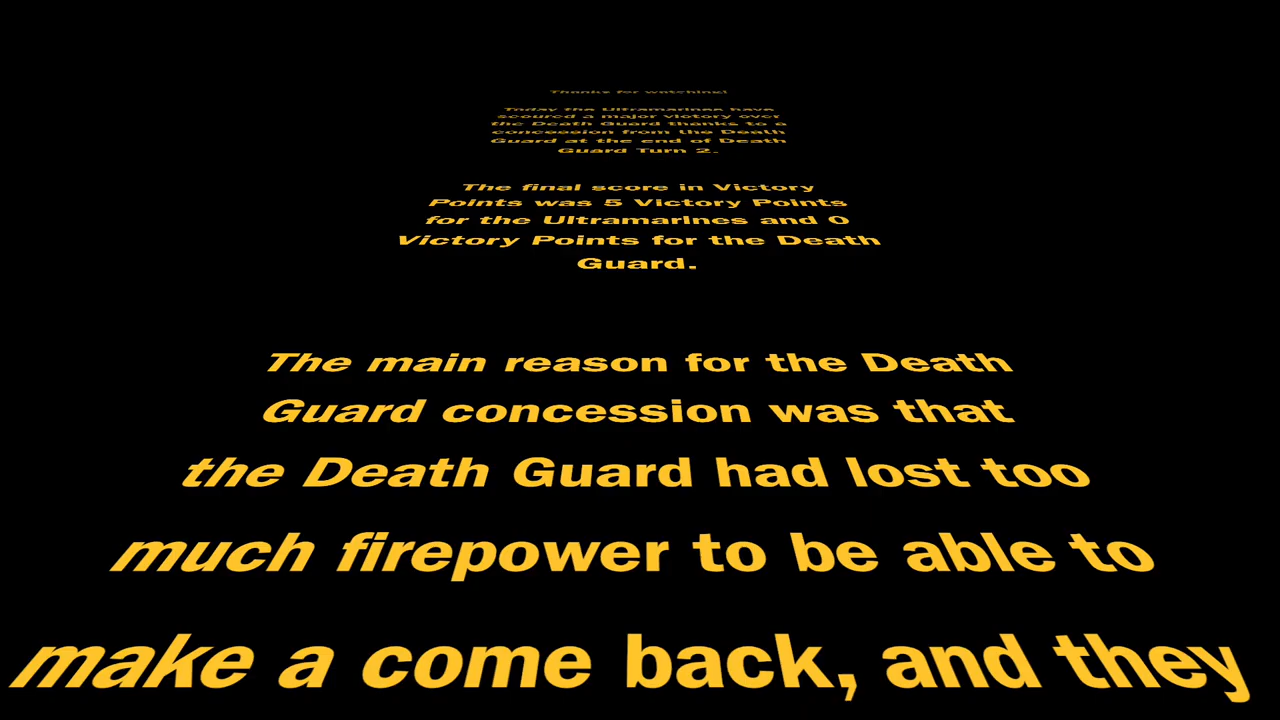 Thanks for watching!
Today the Ultramarines have
scoured a major victory over
the Death Guard thanks to a
concession from the Death
Guard at the end of Death
Guard Turn 2.
The final score in Victory
Points was 5 Victory Points
for the Ultramarines and 0
Victory Points for the Death
Guard.
The main reason for the Death
Guard concession was that
the Death Guard had lost too
much firepower to be able to
make a come back, and they